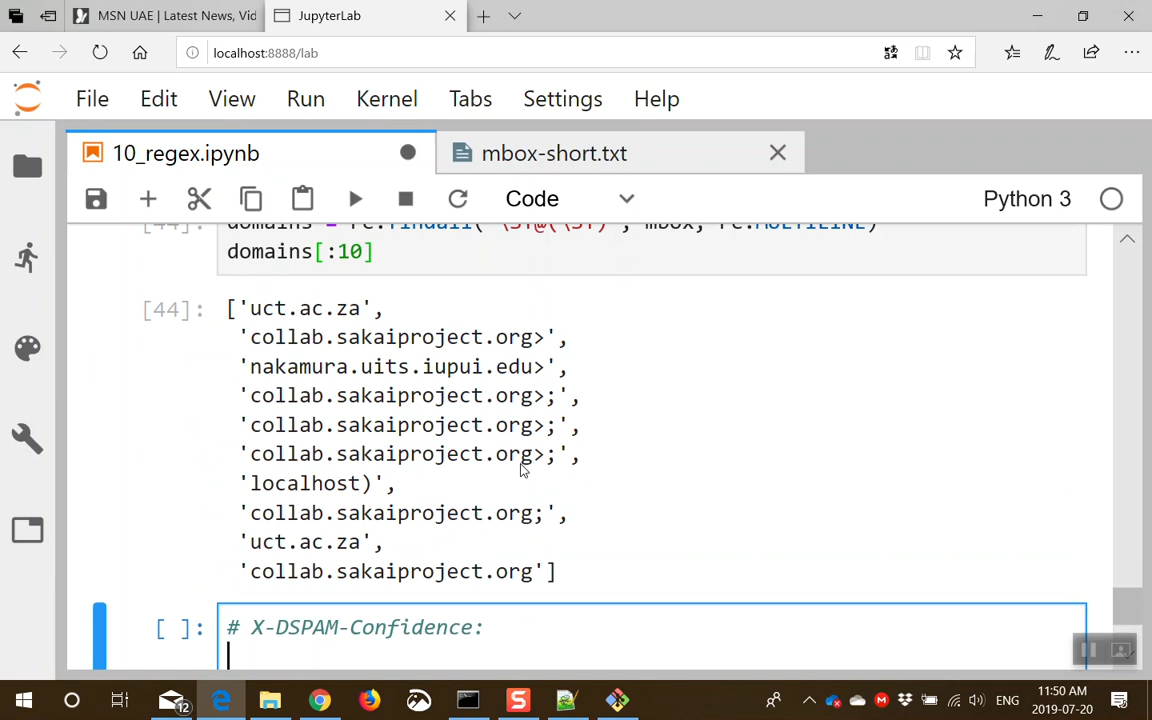 MSN UAE | Latest News, Vid
JupyterLab
localhost:8888/lab
File Edit View Run Kernel Tabs Settings Help
10_regex.ipynb
mbox-short.txt
Code
Python 3
domains[:10]
[44]: ['uct.ac.za',
'collab.sakaiproject.org>',
'nakamura.uits.iupui.edu>',
'collab.sakaiproject.org>;',
'collab.sakaiproject.org>;',
'collab.sakaiproject.org>;',
'localhost)',
'collab.sakaiproject.org;',
'uct.ac.za',
'collab.sakaiproject.org']
[ ]: # X-DSPAM-Confidence:
12
ENG
11:50 AM
2019-07-20